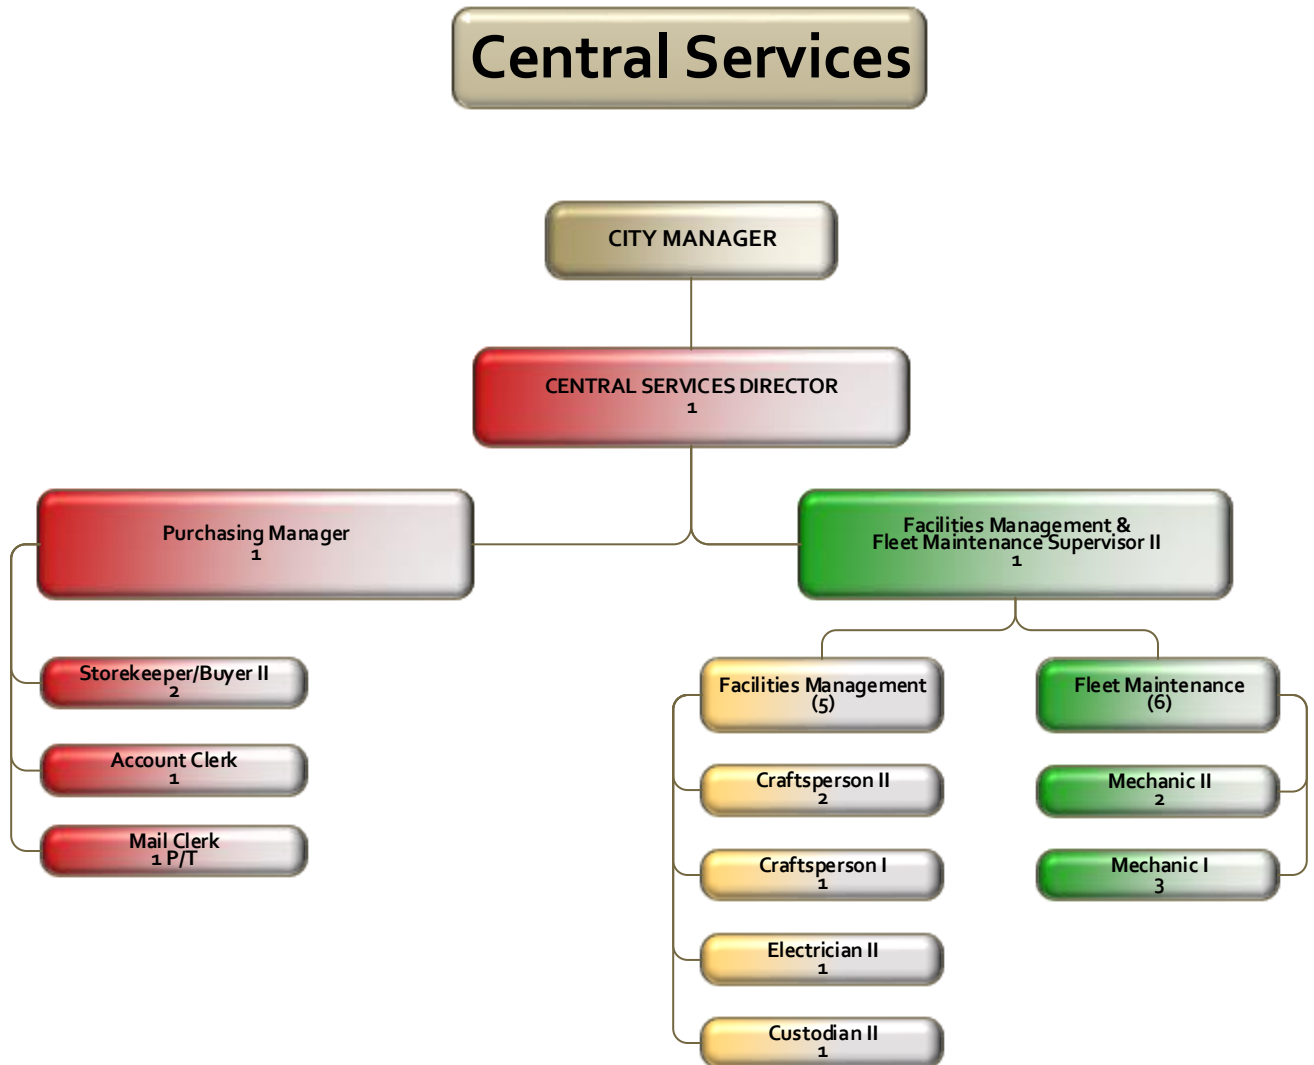 Central Services
CITY MANAGER
CENTRAL SERVICES DIRECTOR
1
Purchasing Manager
1
Facilities Management &
Fleet Maintenance Supervisor II
1
Storekeeper/Buyer II
2
Account Clerk
1
Mail Clerk
1 P/T
Facilities Management
(5)
Craftsperson II
2
Craftsperson I
1
Electrician II
1
Custodian II
1
Fleet Maintenance
(6)
Mechanic II
2
Mechanic I
3